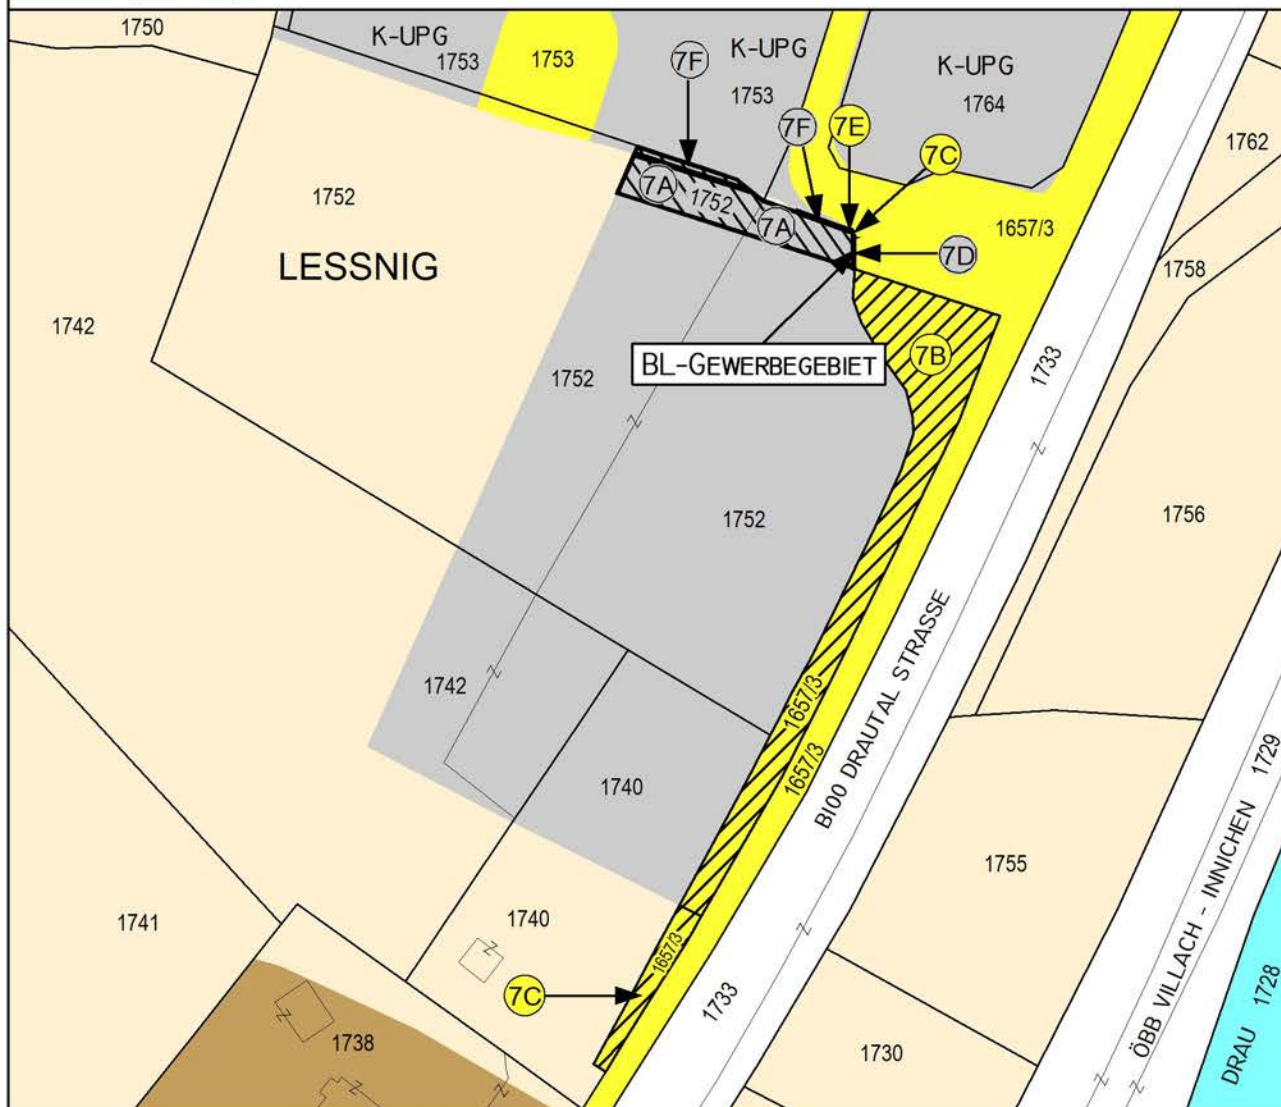 1750
K-UPG
1753
1753
7F
K-UPG
1753
K-UPG
1764
7F
7E
7C
1762
1752
7A
1752
7A
1657/3
LESSNIG
7D
1758
1742
BL-GEWERBEGEBIET
7B
1733
1752
1752
1756
1742
1657/3
1657/3
B100 DRAUTAL STRASSE
1740
1729
1755
1741
1740
1657/3
ÖBB VILLACH - INNICHEN
7C
1733
1738
1730
DRAU 1728